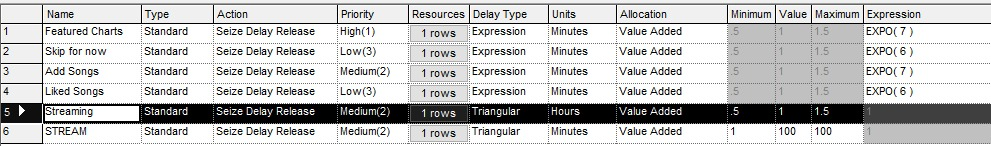 Name Type Action Priority Resources Delay Type Units Allocation Minimum Value Maximum Expression
1 Featured Charts Standard Seize Delay Release High(1) 1 rows Expression Minutes Value Added .5 1 1.5 EXPO( 7 )
2 Skip for now Standard Seize Delay Release Low(3) 1 rows Expression Minutes Value Added .5 1 1.5 EXPO( 6 )
3 Add Songs Standard Seize Delay Release Medium(2) 1 rows Expression Minutes Value Added .5 1 1.5 EXPO( 7 )
4 Liked Songs Standard Seize Delay Release Low(3) 1 rows Expression Minutes Value Added .5 1 1.5 EXPO( 6 )
5 Streaming Standard Seize Delay Release Medium(2) 1 rows Triangular Hours Value Added .5 1 1.5 1
6 STREAM Standard Seize Delay Release Medium(2) 1 rows Triangular Minutes Value Added 1 100 100 1